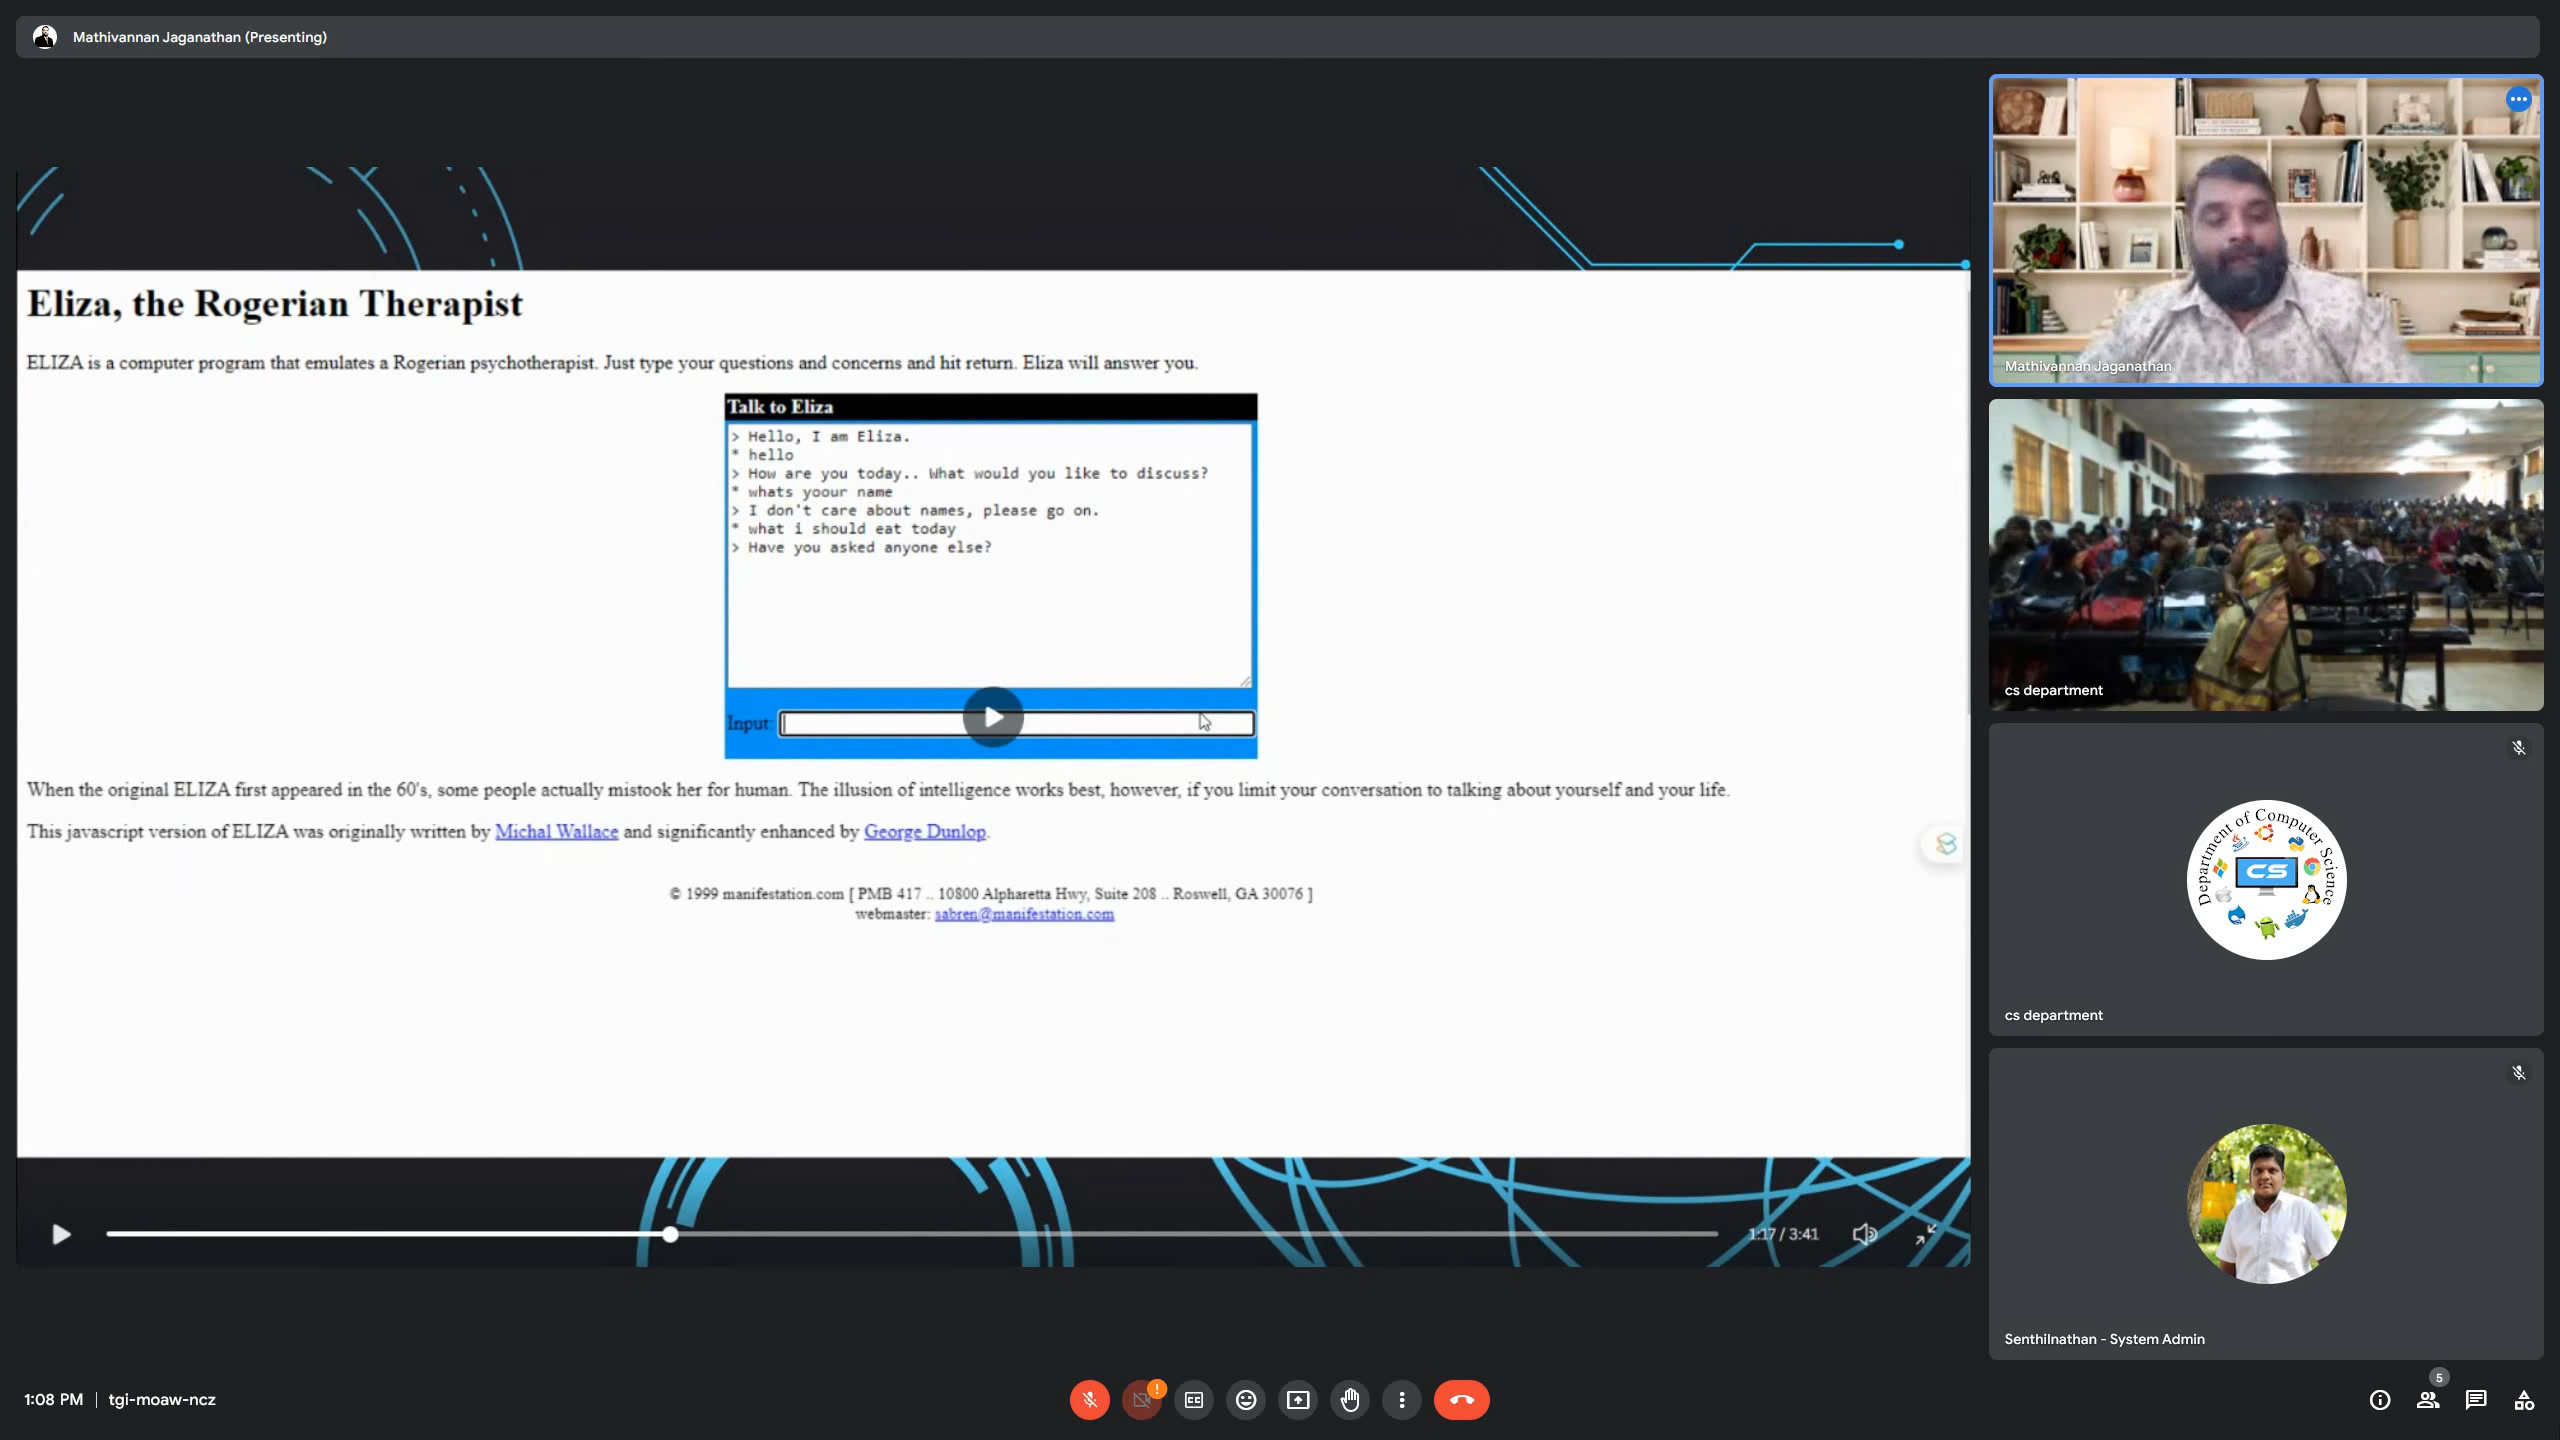 Mathivannan Jaganathan (Presenting)
Eliza, the Rogerian Therapist
ELIZA is a computer program that emulates a Rogerian psychotherapist. Just type your questions and concerns and hit return. Eliza will answer you.
Talk to Eliza
> Hello, I am Eliza.
* hello
> How are you today.. What would you like to discuss?
* whats yoour name
> I don't care about names, please go on.
* what i should eat today
> Have you asked anyone else?
Input:
When the original ELIZA first appeared in the 60's, some people actually mistook her for human. The illusion of intelligence works best, however, if you limit your conversation to talking about yourself and your life.
This javascript version of ELIZA was originally written by Michal Wallace and significantly enhanced by George Dunlop.
© 1999 manifestation.com [ PMB 417 .. 10800 Alpharetta Hwy, Suite 208 .. Roswell, GA 30076 ]
webmaster: sabren@manifestation.com
1:17 / 3:41
Mathivannan Jaganathan
cs department
Department of Computer Science
CS
cs department
Senthilnathan - System Admin
1:08 PM | tgi-moaw-ncz
5